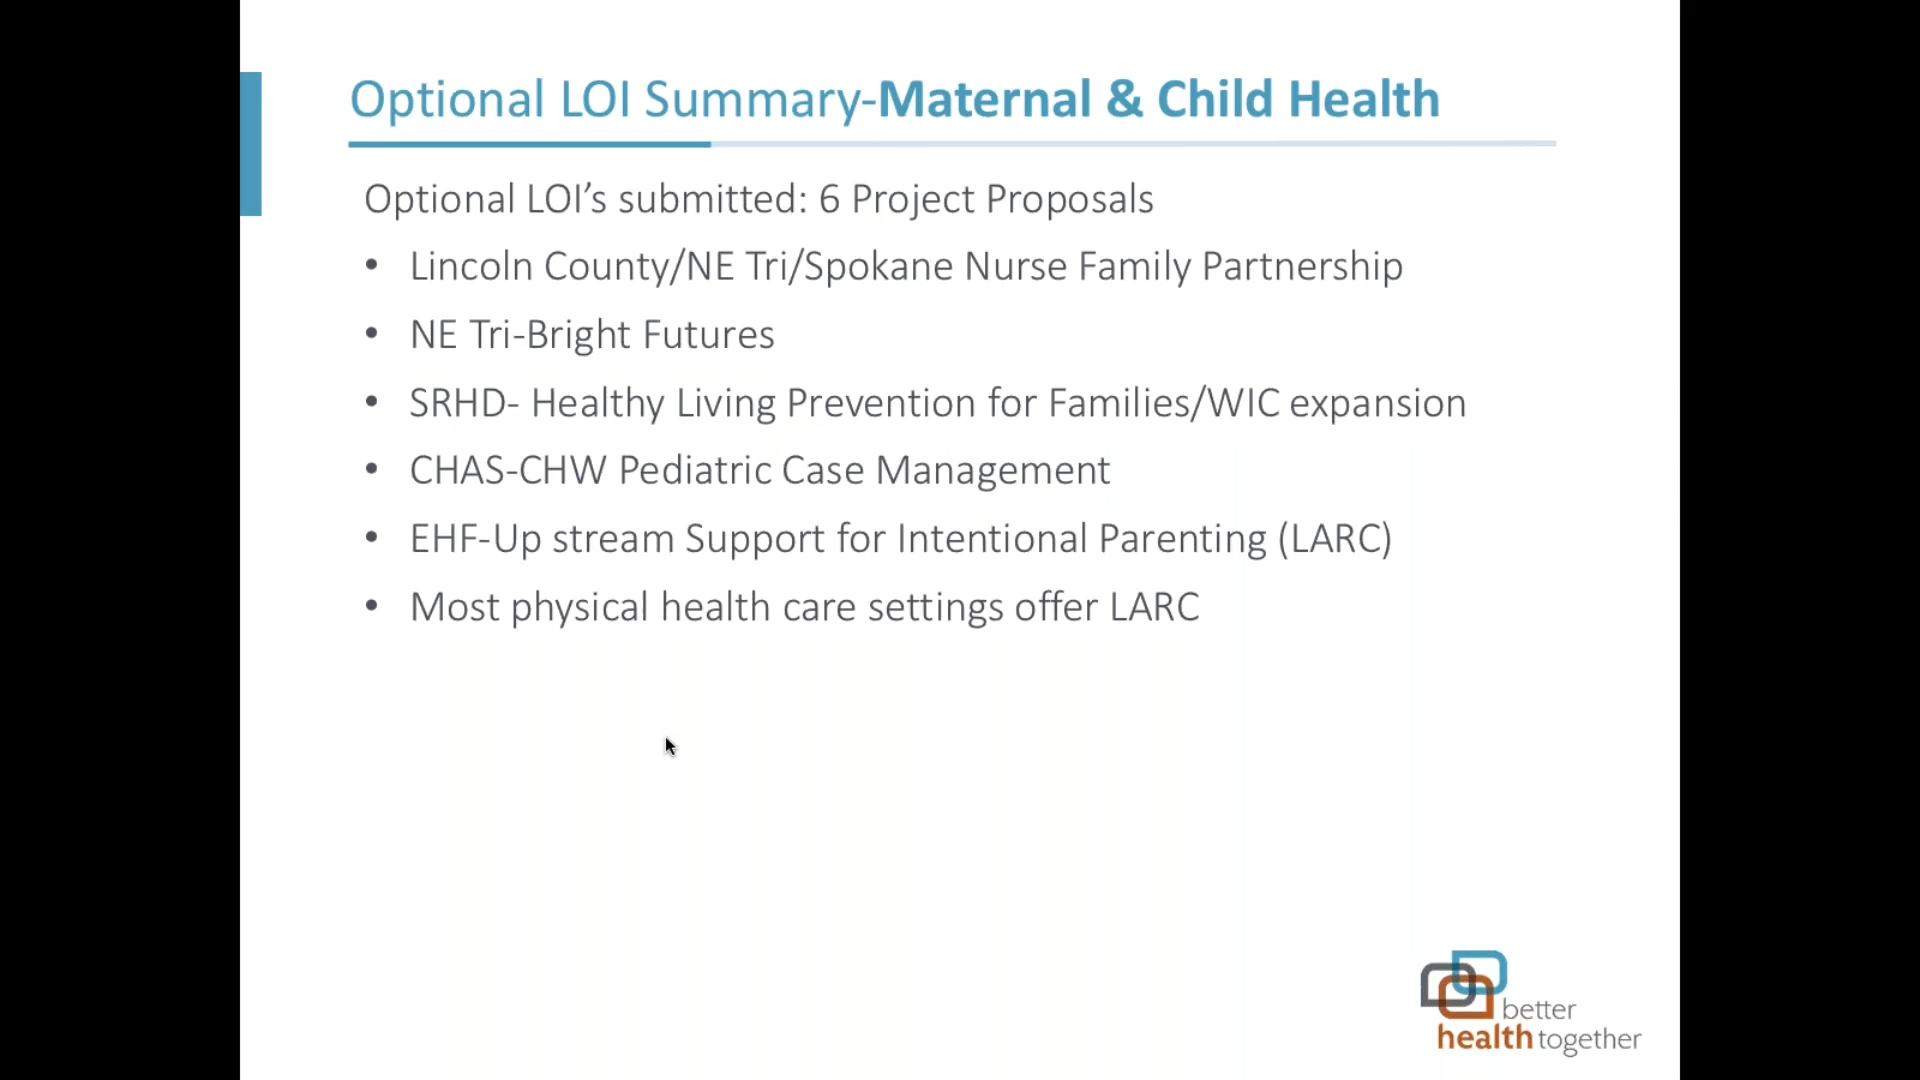 Optional LOI Summary-Maternal & Child Health
Optional LOI’s submitted: 6 Project Proposals
• Lincoln County/NE Tri/Spokane Nurse Family Partnership
• NE Tri-Bright Futures
• SRHD- Healthy Living Prevention for Families/WIC expansion
• CHAS-CHW Pediatric Case Management
• EHF-Up stream Support for Intentional Parenting (LARC)
• Most physical health care settings offer LARC
better
health together